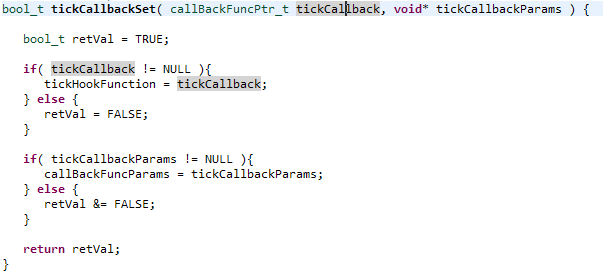 bool_t tickCallbackSet( callBackFuncPtr_t tickCallback, void* tickCallbackParams ) {
bool_t retVal = TRUE;
if( tickCallback != NULL ){
tickHookFunction = tickCallback;
} else {
retVal = FALSE;
}
if( tickCallbackParams != NULL ){
callBackFuncParams = tickCallbackParams;
} else {
retVal &= FALSE;
}
return retVal;
}